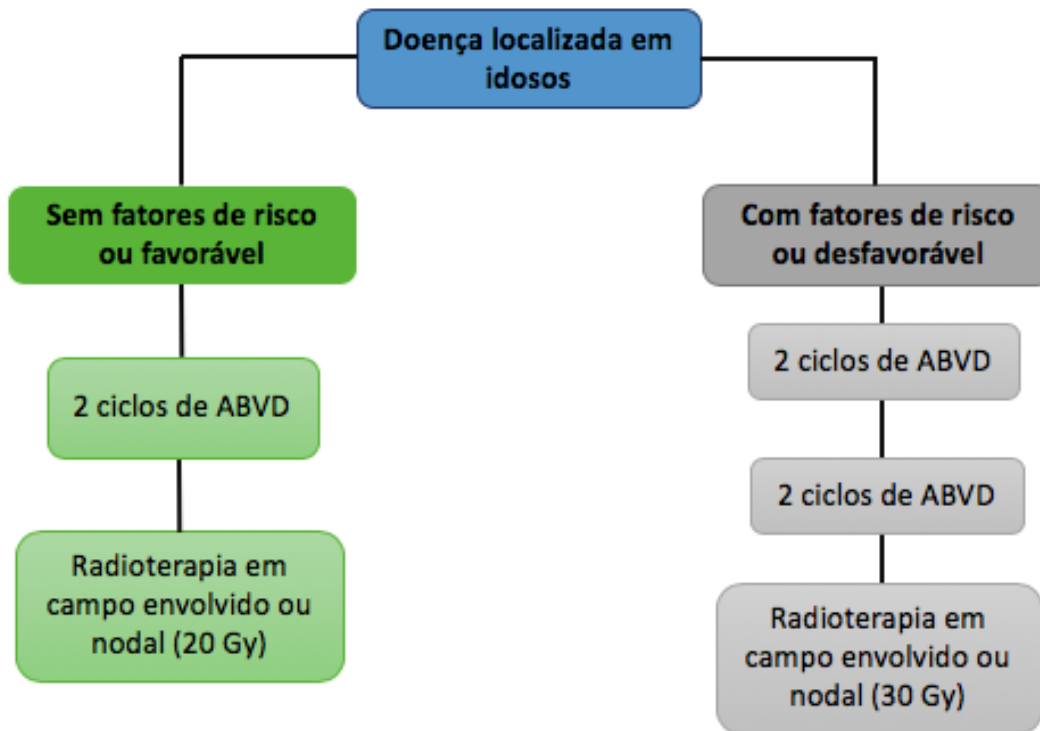 Doença localizada em
idosos
Sem fatores de risco
ou favorável
2 ciclos de ABVD
Radioterapia em
campo envolvido ou
nodal (20 Gy)
Com fatores de risco
ou desfavorável
2 ciclos de ABVD
2 ciclos de ABVD
Radioterapia em
campo envolvido ou
nodal (30 Gy)